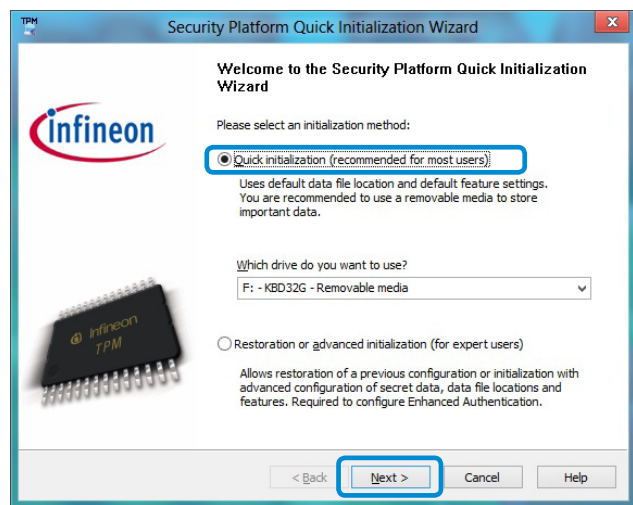 TPM
Security Platform Quick Initialization Wizard
x
Welcome to the Security Platform Quick Initialization
Wizard
infineon
Please select an initialization method:
Quick initialization (recommended for most users)
Uses default data file location and default feature settings.
You are recommended to use a removable media to store
important data.
Which drive do you want to use?
F: - KBD32G - Removable media
infineon
TPM
Restoration or advanced initialization (for expert users)
Allows restoration of a previous configuration or initialization with
advanced configuration of secret data, data file locations and
features. Required to configure Enhanced Authentication.
< Back Next > Cancel Help